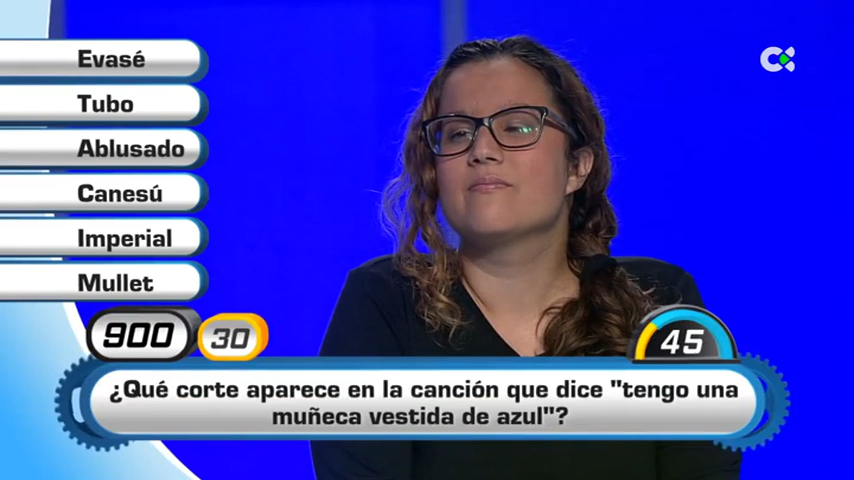 Evasé
Tubo
Ablusado
Canesú
Imperial
Mullet
900
30
45
¿Qué corte aparece en la canción que dice "tengo una
muñeca vestida de azul"?